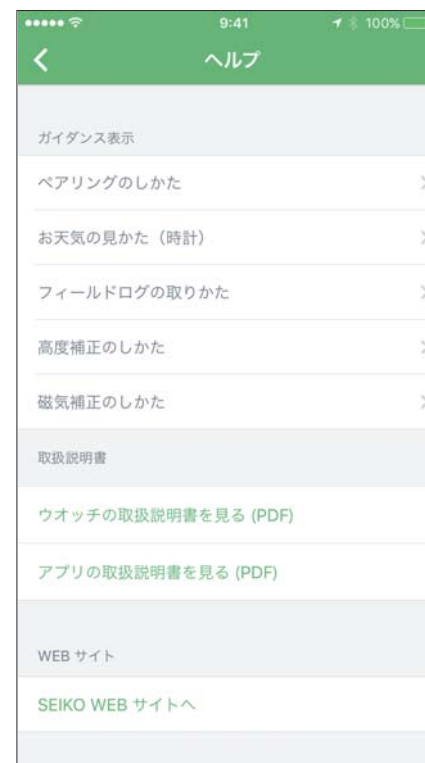 9:41
100%
ヘルプ
ガイダンス表示
ペアリングのしかた
お天気の見かた（時計）
フィールドログの取りかた
高度補正のしかた
磁気補正のしかた
取扱説明書
ウオッチの取扱説明書を見る (PDF)
アプリの取扱説明書を見る (PDF)
WEB サイト
SEIKO WEB サイトへ